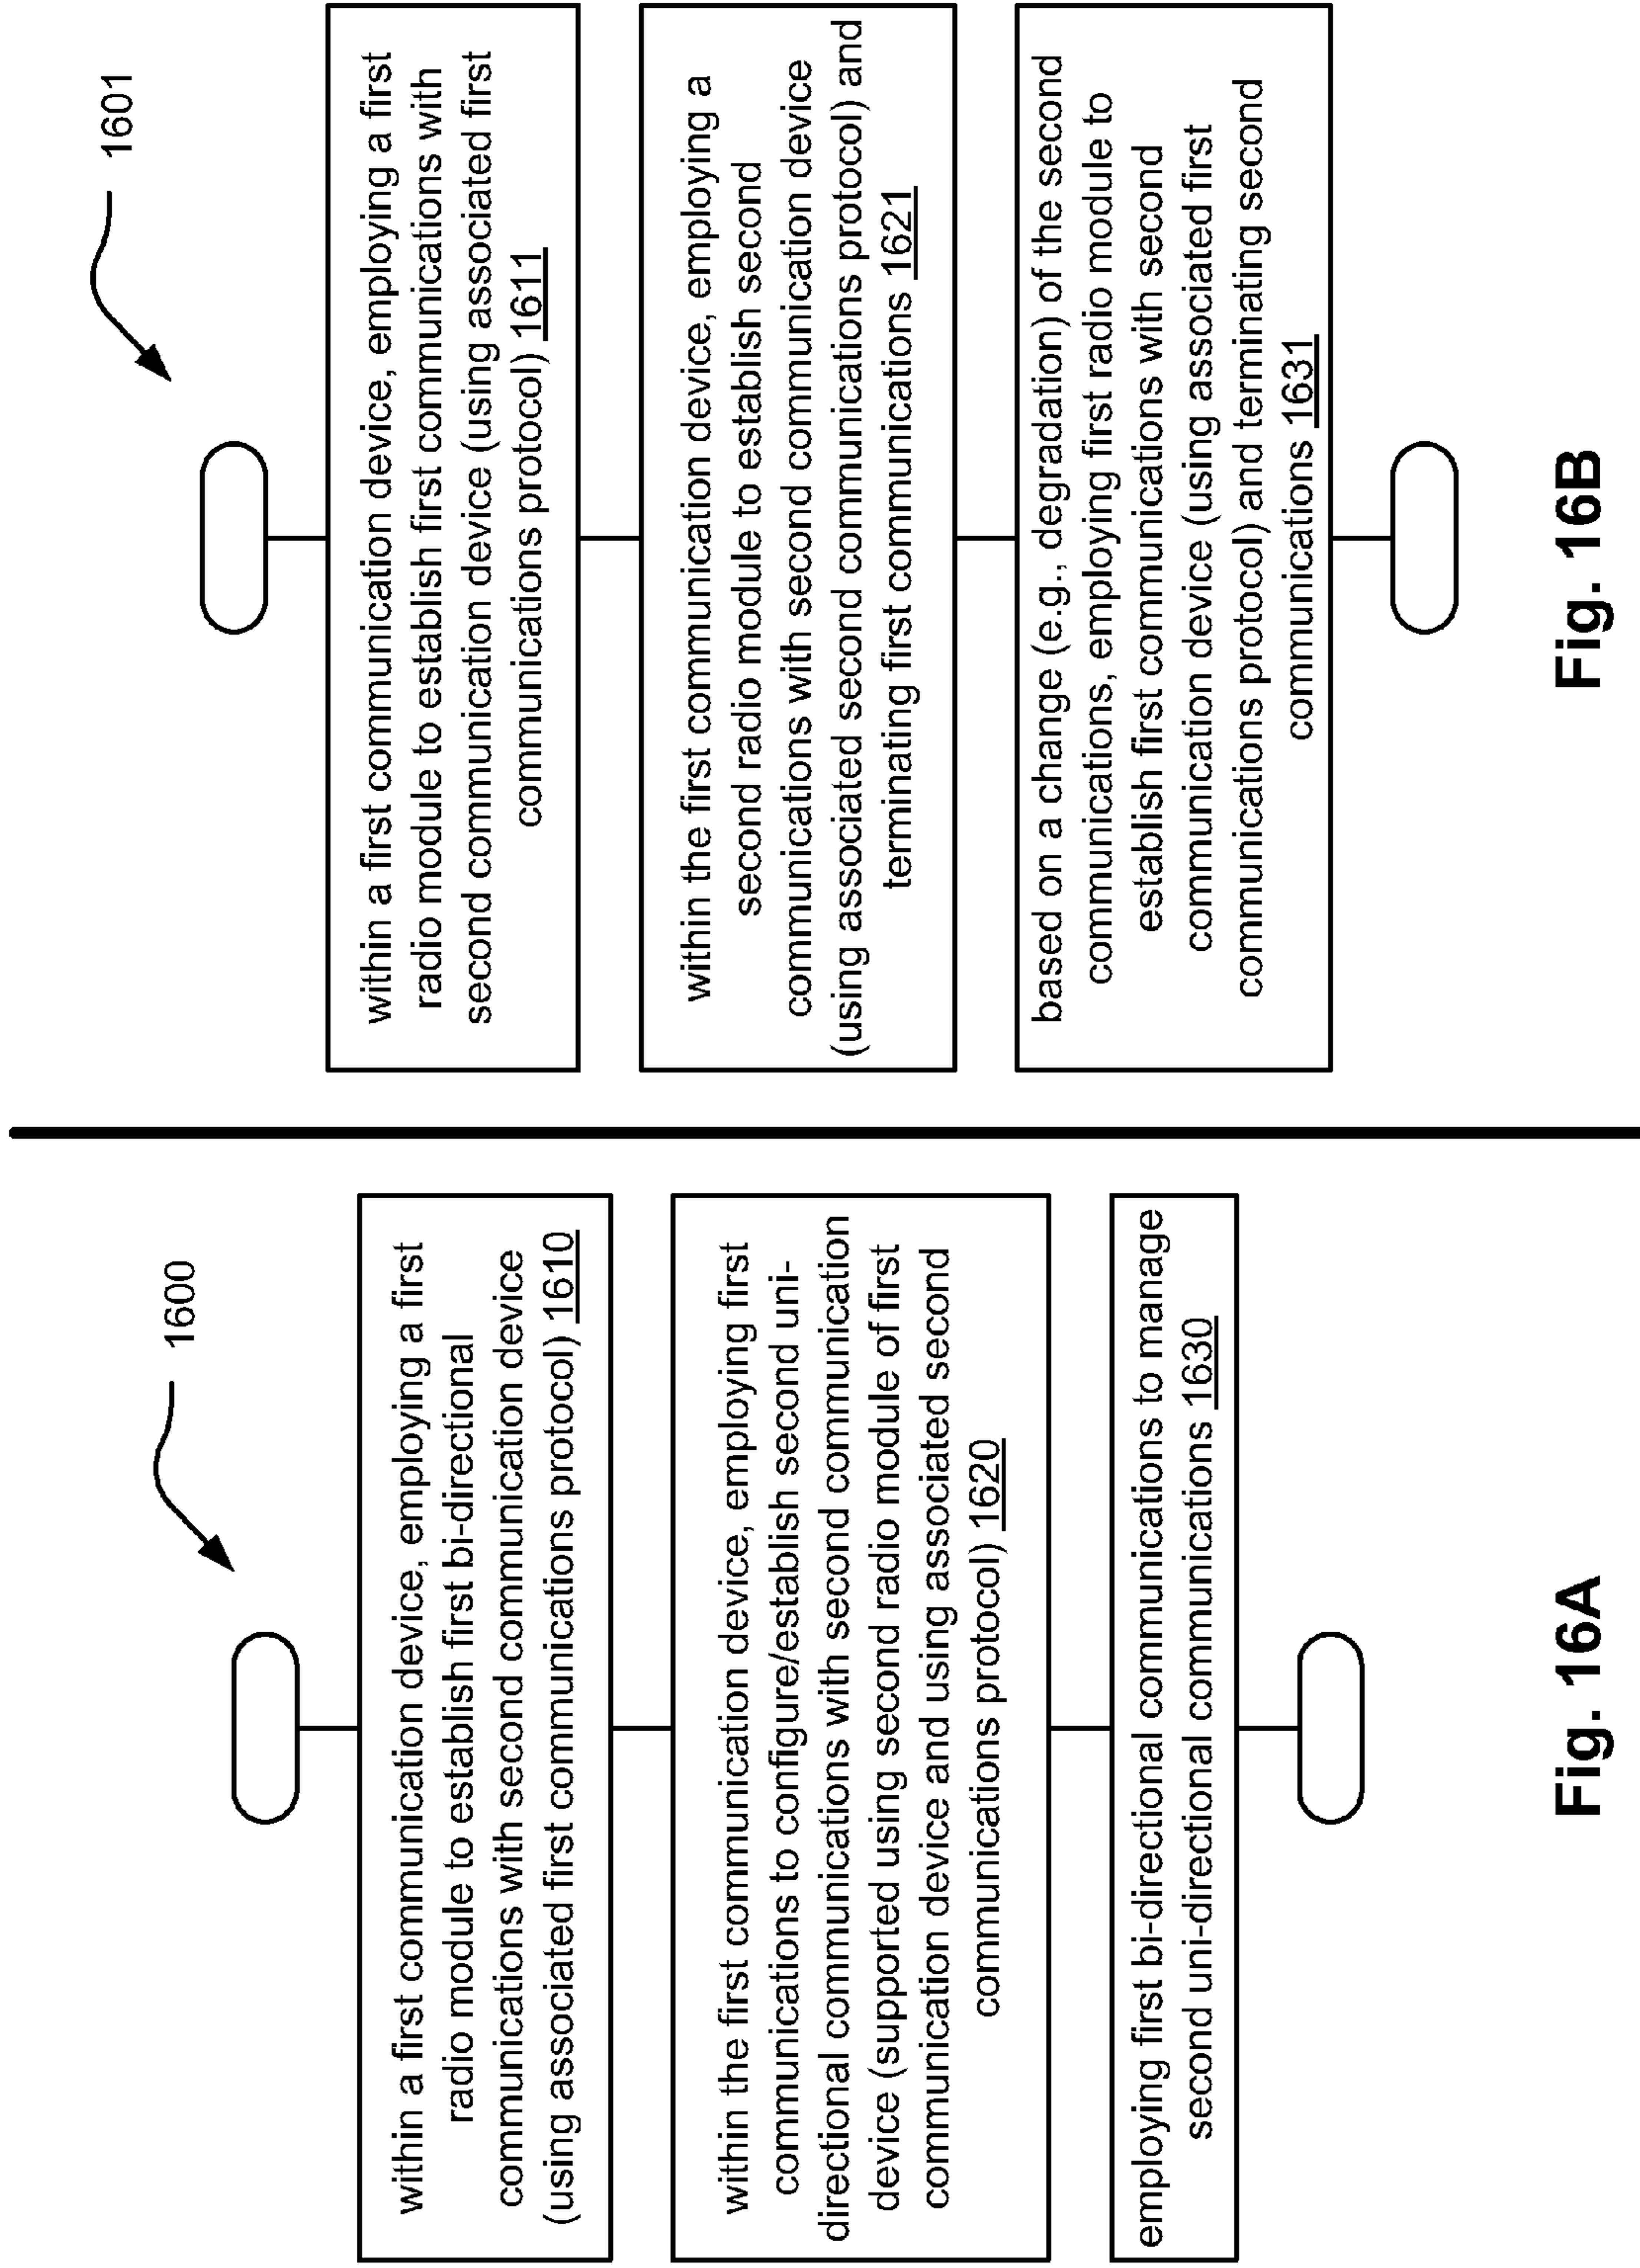 1600
within a first communication device, employing a first
radio module to establish first bi-directional
communications with second communication device
(using associated first communications protocol) 1610
within the first communication device, employing first
communications to configure/establish second uni-
directional communications with second communication
device (supported using second radio module of first
communication device and using associated second
communications protocol) 1620
employing first bi-directional communications to manage
second uni-directional communications 1630
Fig. 16A
1601
within a first communication device, employing a first
radio module to establish first communications with
second communication device (using associated first
communications protocol) 1611
within the first communication device, employing a
second radio module to establish second
communications with second communication device
(using associated second communications protocol) and
terminating first communications 1621
based on a change (e.g., degradation) of the second
communications, employing first radio module to
establish first communications with second
communication device (using associated first
communications protocol) and terminating second
communications 1631
Fig. 16B